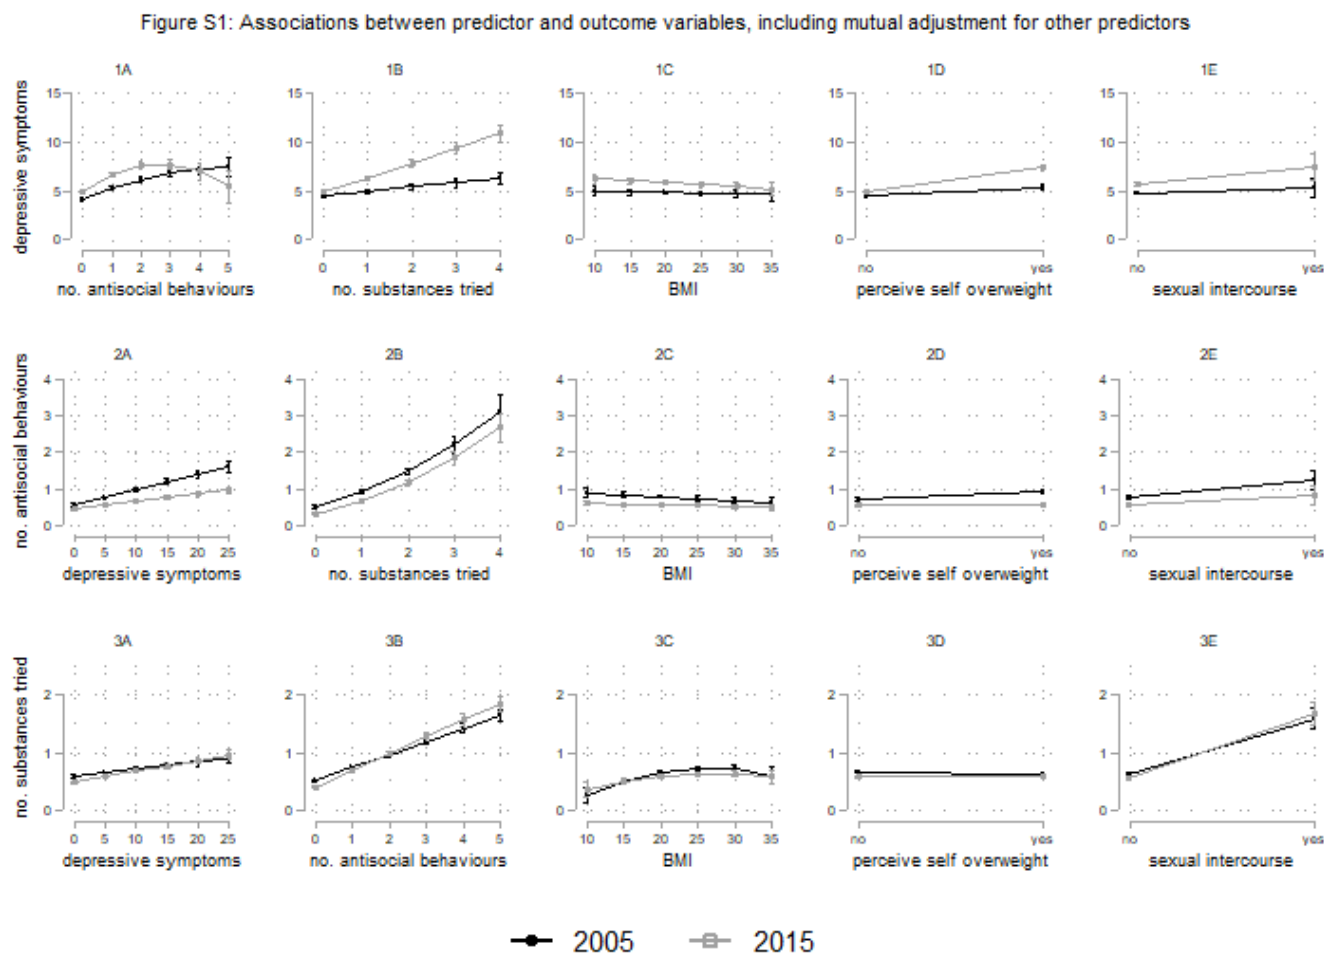 Figure S1: Associations between predictor and outcome variables, including mutual adjustment for other predictors
1A 1B 1C 1D 1E
depressive symptoms
15 15 15 15 15
10 10 10 10 10
5 5 5 5 5
0 0 0 0 0
0 1 2 3 4 5 0 1 2 3 4 10 15 20 25 30 35 no yes no yes
no. antisocial behaviours no. substances tried BMI perceive self overweight sexual intercourse
2A 2B 2C 2D 2E
no. antisocial behaviours
4 4 4 4 4
3 3 3 3 3
2 2 2 2 2
1 1 1 1 1
0 0 0 0 0
0 5 10 15 20 25 0 1 2 3 4 10 15 20 25 30 35 no yes no yes
depressive symptoms no. substances tried BMI perceive self overweight sexual intercourse
3A 3B 3C 3D 3E
no. substances tried
2 2 2 2 2
1 1 1 1 1
0 0 0 0 0
0 5 10 15 20 25 0 1 2 3 4 5 10 15 20 25 30 35 no yes no yes
depressive symptoms no. antisocial behaviours BMI perceive self overweight sexual intercourse
2005 2015